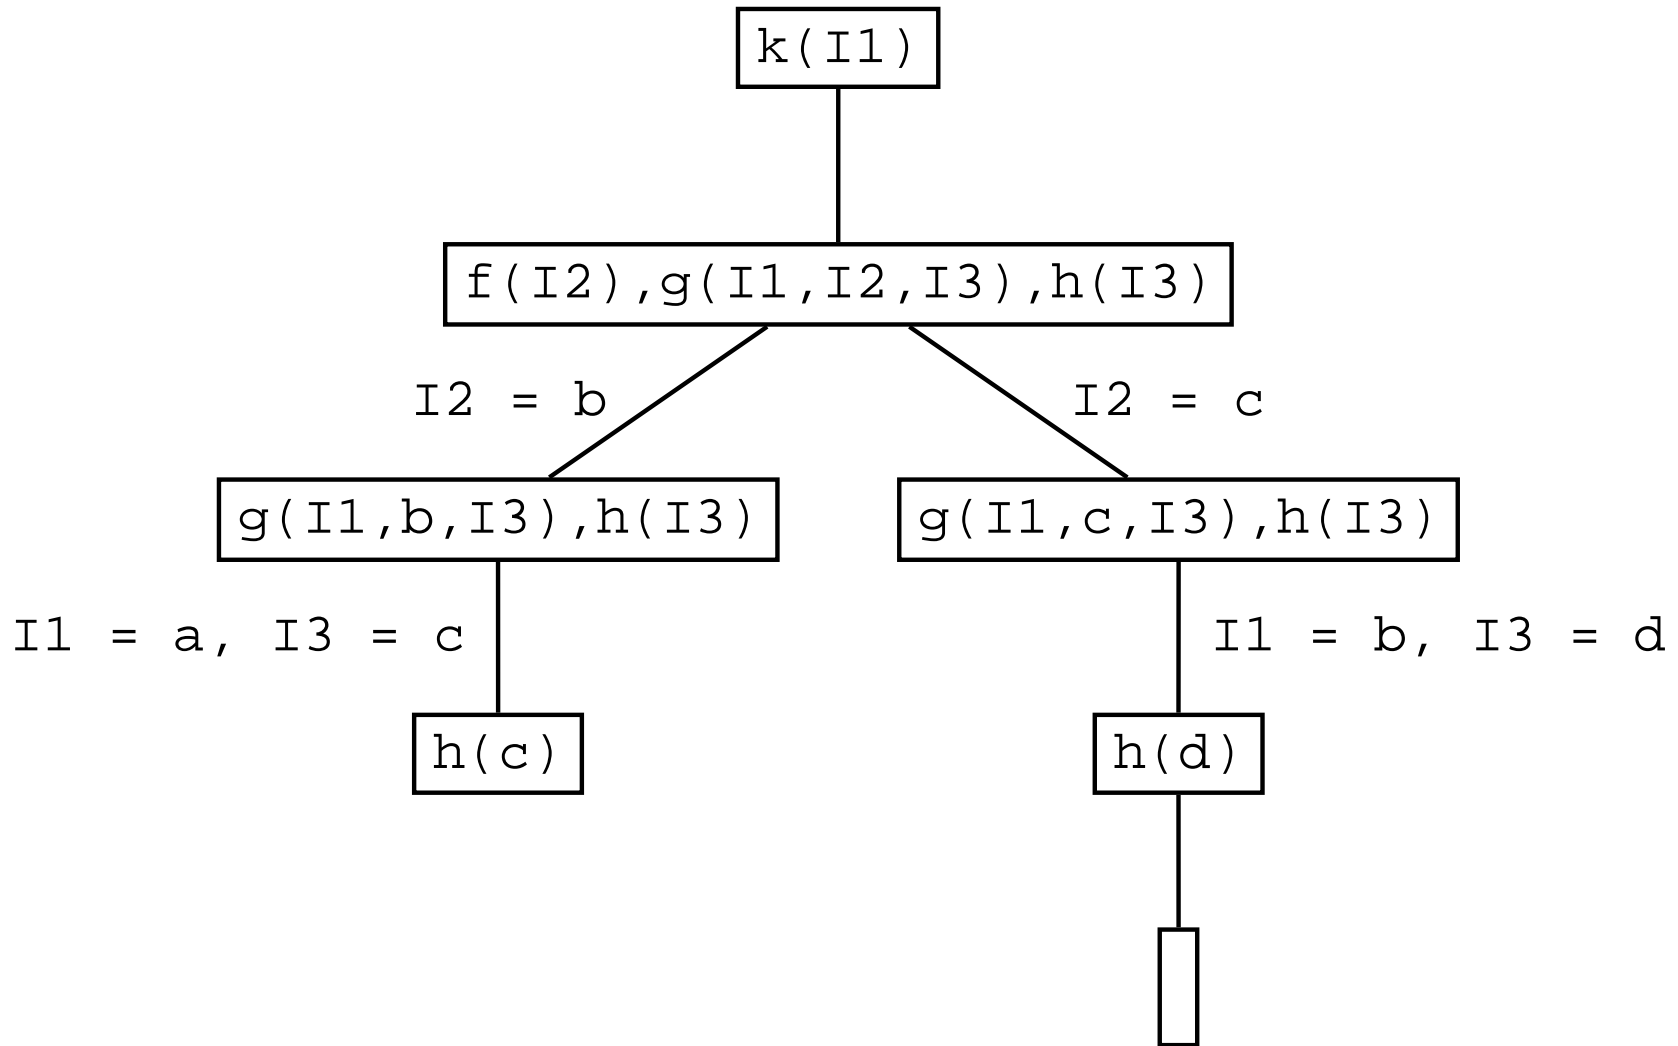 k(I1)
f(I2),g(I1,I2,I3),h(I3)
I2 = b
I2 = c
g(I1,b,I3),h(I3)
g(I1,c,I3),h(I3)
I1 = a, I3 = c
I1 = b, I3 = d
h(c)
h(d)